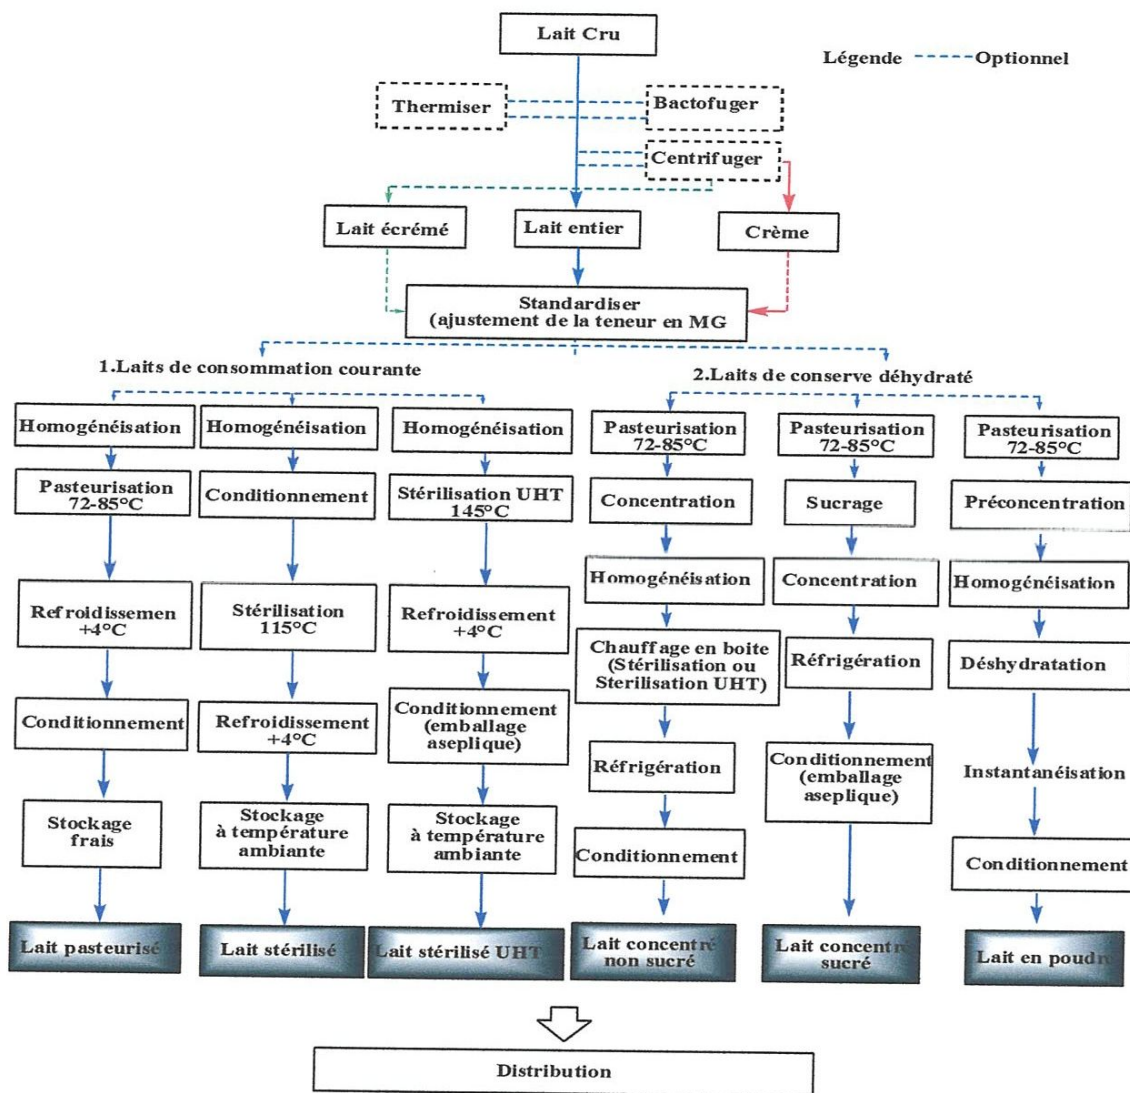 Lait Cru
Légende
Optionnel
Thermiser
Bactofuger
Centrifuger
Lait écrémé
Lait entier
Crème
Standardiser
(ajustement de la teneur en MG
1.Laits de consommation courante
2.Laits de conserve déhydraté
Homogénéisation
Pasteurisation
72-85°C
Refroidissemen
+4°C
Conditionnement
Stockage
frais
Lait pasteurisé
Homogénéisation
Conditionnement
Stérilisation
115°C
Refroidissement
+4°C
Stockage
à température
ambiante
Lait stérilisé
Homogénéisation
Stérilisation UHT
145°C
Refroidissement
+4°C
Conditionnement
(emballage
aseplique)
Stockage
à température
ambiante
Lait stérilisé UHT
Pasteurisation
72-85°C
Concentration
Homogénéisation
Chauffage en boite
(Stérilisation ou
Sterilisation UHT)
Réfrigération
Conditionnement
Lait concentré
non sucré
Pasteurisation
72-85°C
Sucrage
Concentration
Réfrigération
Conditionnement
(emballage
aseplique)
Lait concentré
sucré
Pasteurisation
72-85°C
Préconcentration
Homogénéisation
Déshydratation
Instantanéisation
Conditionnement
Lait en poudre
Distribution